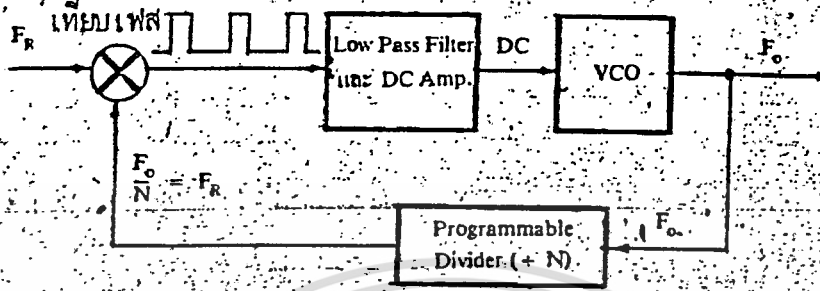 เทียบเฟส
F_R
Low Pass Filter
และ DC Amp.
DC
VCO
F_o
F_o/N = F_R
Programmable
Divider (÷ N)
F_o